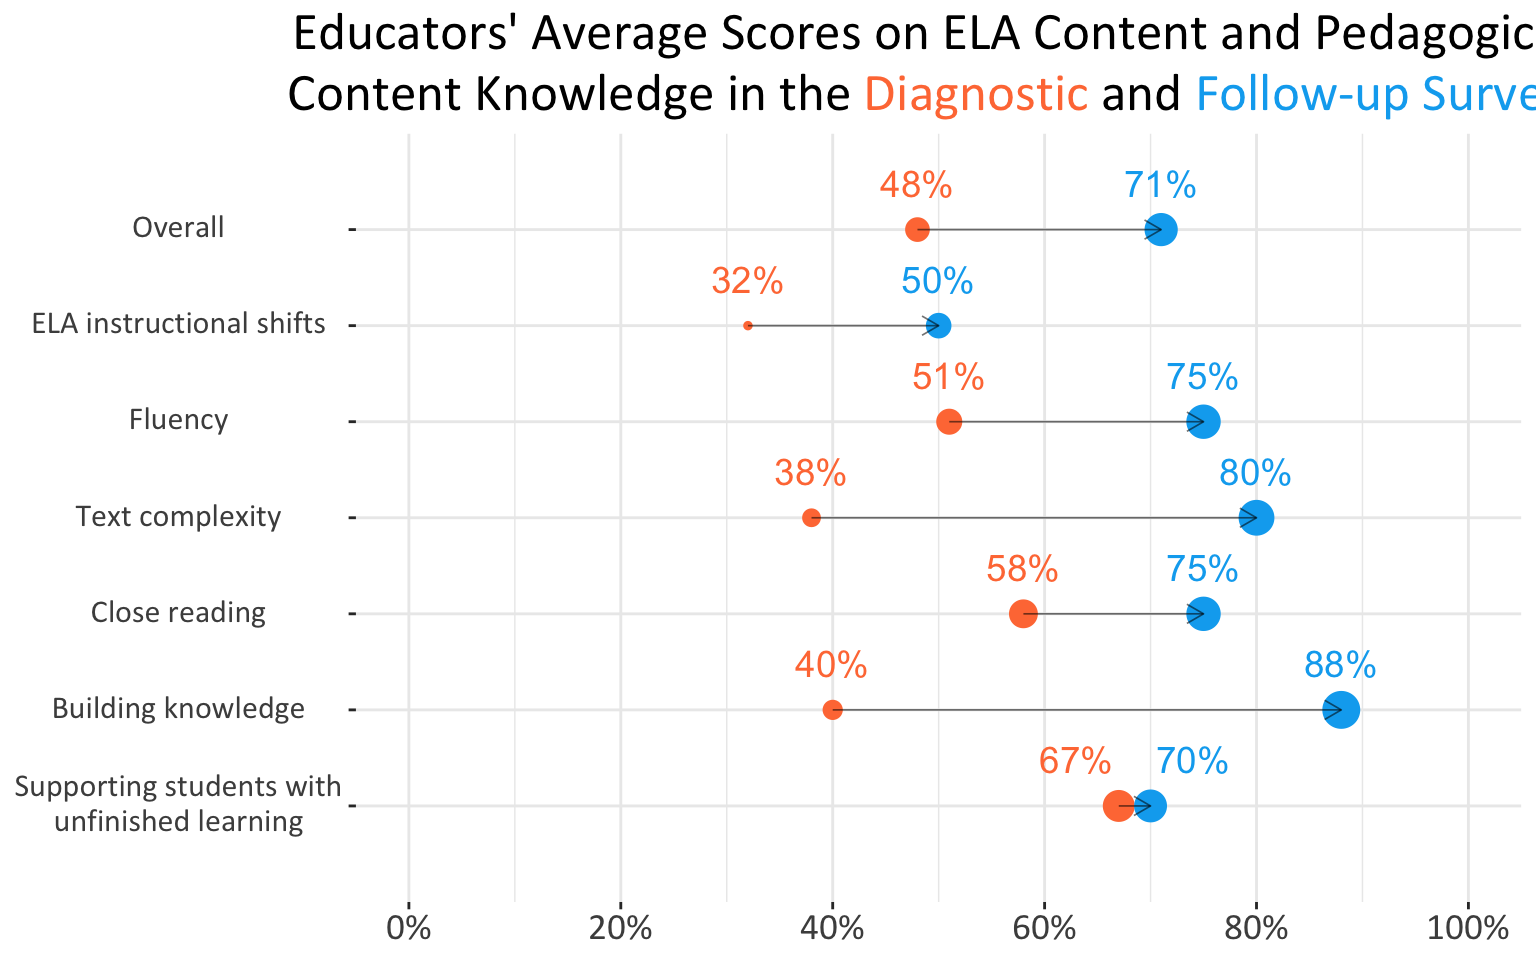 Educators' Average Scores on ELA Content and Pedagogic
Content Knowledge in the Diagnostic and Follow-up Surve
48% 71%
Overall
32% 50%
ELA instructional shifts
51% 75%
Fluency
38% 80%
Text complexity
58% 75%
Close reading
40% 88%
Building knowledge
67% 70%
Supporting students with
unfinished learning
0% 20% 40% 60% 80% 100%